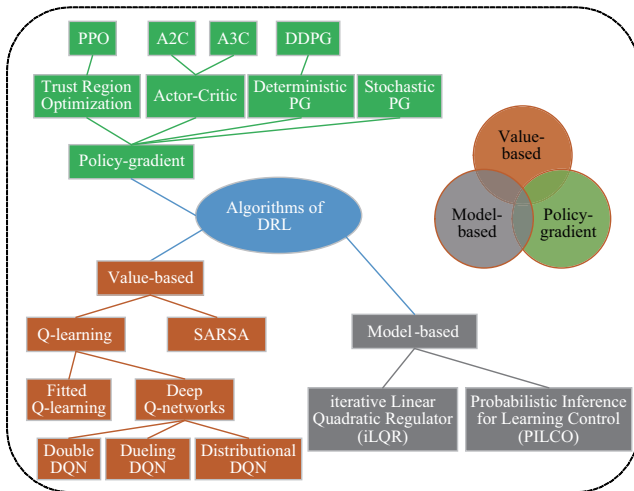 PPO
A2C
A3C
DDPG
Trust Region
Optimization
Actor-Critic
Deterministic
PG
Stochastic
PG
Policy-gradient
Algorithms of
DRL
Value-
based
Model-
based
Policy-
gradient
Value-based
Q-learning
SARSA
Model-based
Fitted
Q-learning
Deep
Q-networks
iterative Linear
Quadratic Regulator
(iLQR)
Probabilistic Inference
for Learning Control
(PILCO)
Double
DQN
Dueling
DQN
Distributional
DQN